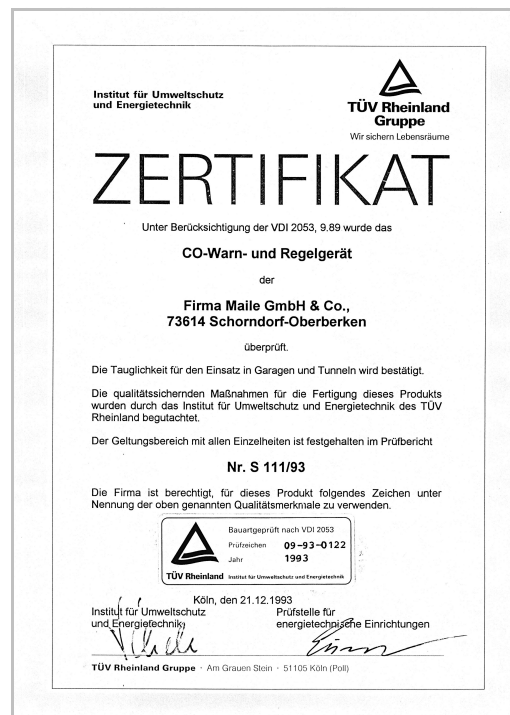 Institut für Umweltschutz
und Energietechnik
TÜV Rheinland
Gruppe
Wir sichern Lebensräume
ZERTIFIKAT
Unter Berücksichtigung der VDI 2053, 9.89 wurde das
CO-Warn- und Regelgerät
der
Firma Maile GmbH & Co.,
73614 Schorndorf-Oberberken
überprüft.
Die Tauglichkeit für den Einsatz in Garagen und Tunneln wird bestätigt.
Die qualitätssichernden Maßnahmen für die Fertigung dieses Produkts
wurden durch das Institut für Umweltschutz und Energietechnik des TÜV
Rheinland begutachtet.
Der Geltungsbereich mit allen Einzelheiten ist festgehalten im Prüfbericht
Nr. S 111/93
Die Firma ist berechtigt, für dieses Produkt folgendes Zeichen unter
Nennung der oben genannten Qualitätsmerkmale zu verwenden.
Bauartgeprüft nach VDI 2053
Prüfzeichen 09-93-0122
Jahr 1993
TÜV Rheinland Institut für Umweltschutz und Energietechnik
Köln, den 21.12.1993
Institut für Umweltschutz
und Energietechnik
Prüfstelle für
energietechnische Einrichtungen
TÜV Rheinland Gruppe · Am Grauen Stein · 51105 Köln (Poll)